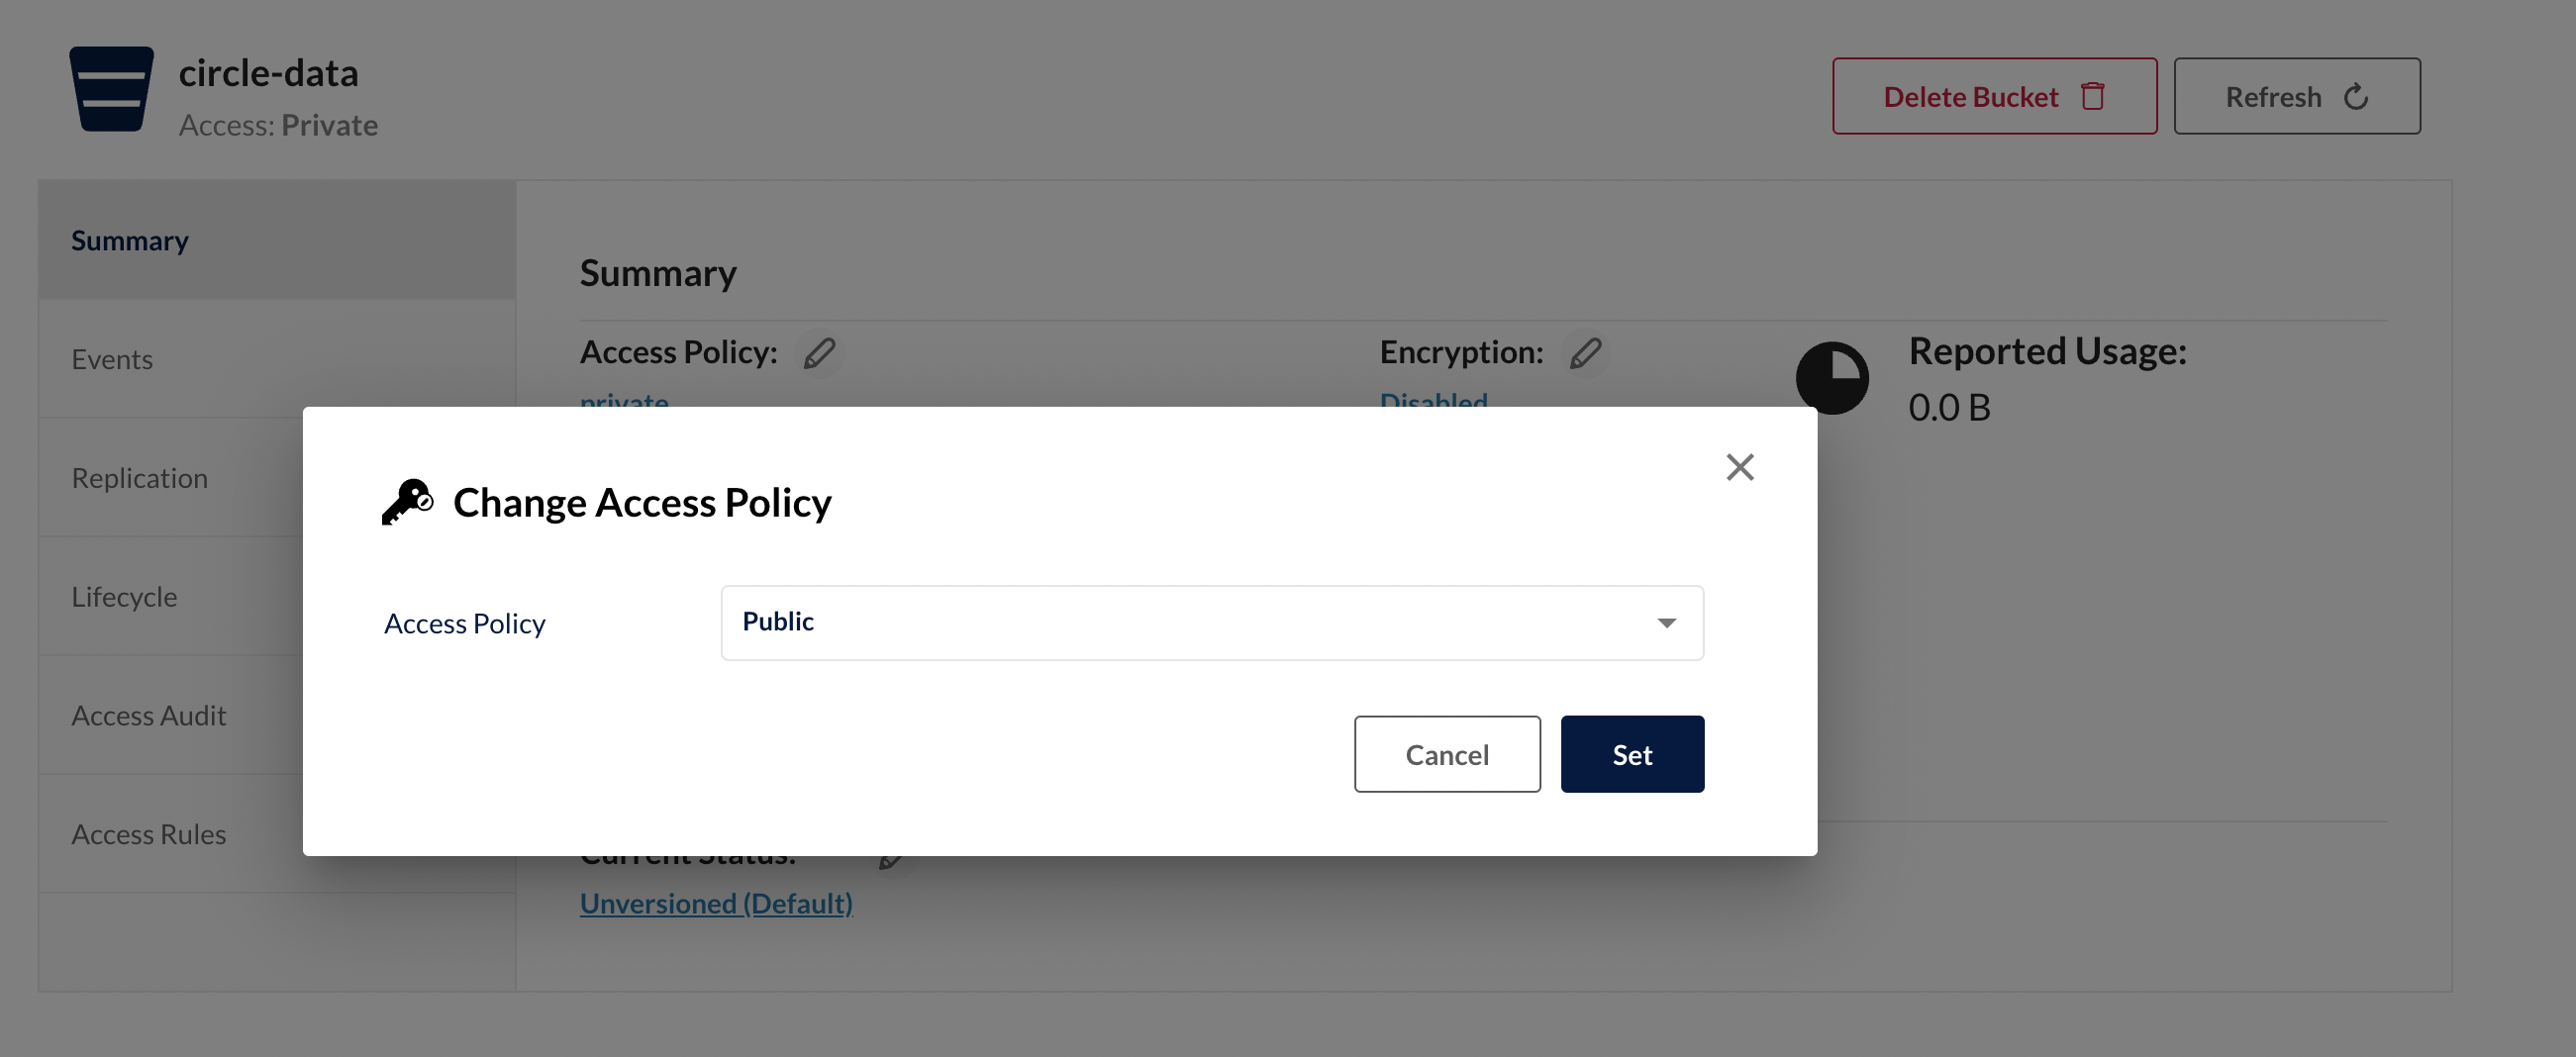 circle-data
Access: Private
Delete Bucket
Refresh
Summary
Events
Replication
Lifecycle
Access Audit
Access Rules
Summary
Access Policy:
private
Encryption:
Disabled
Reported Usage:
0.0 B
Change Access Policy
Access Policy
Public
Cancel
Set
Current Status:
Unversioned (Default)